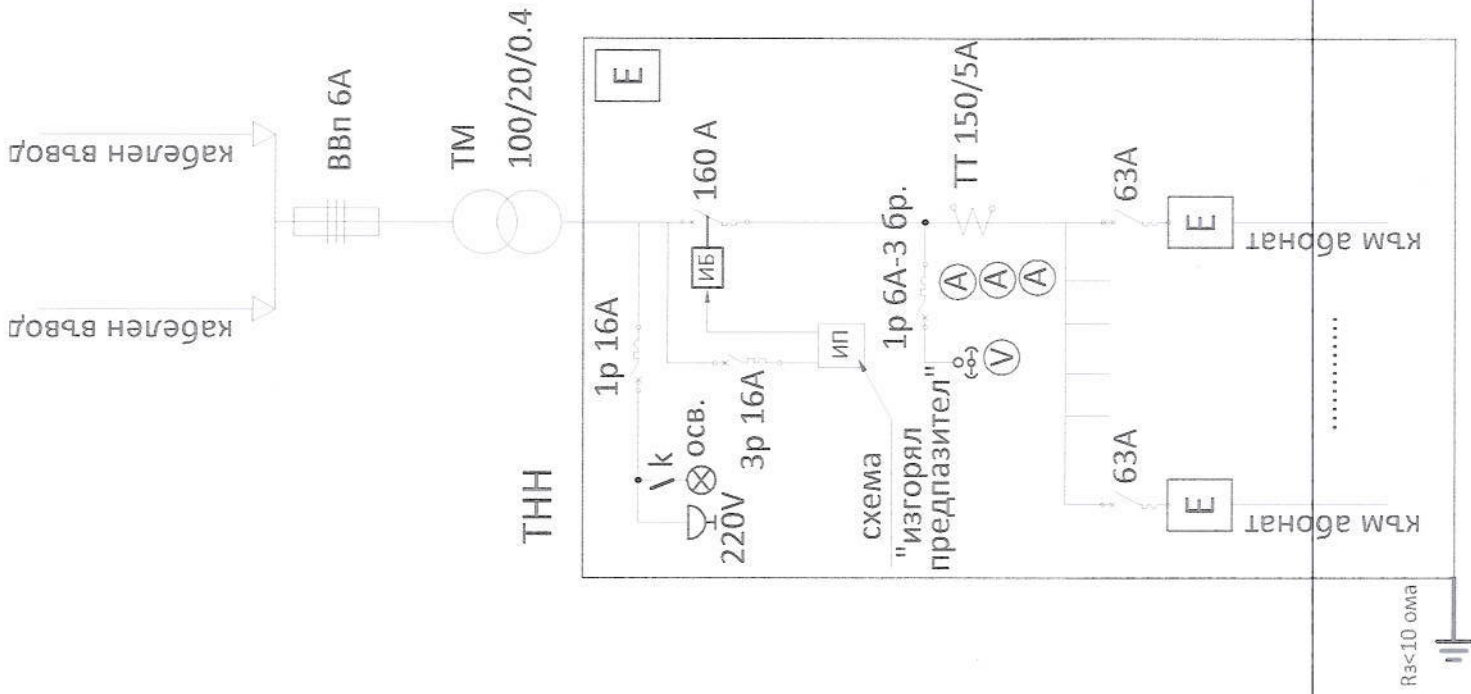 кабелен въвод
кабелен въвод
ВВп 6А
ТМ
100/20/0.4
ТНН
Е
1р 16А
160 А
ИБ
k
осв.
220V
3р 16А
ИП
схема
"изгорял
предпазител"
1р 6А-3 бр.
А
А
А
V
ТТ 150/5А
63А
63А
Е
Е
към абонат
към абонат
Rз<10 ома